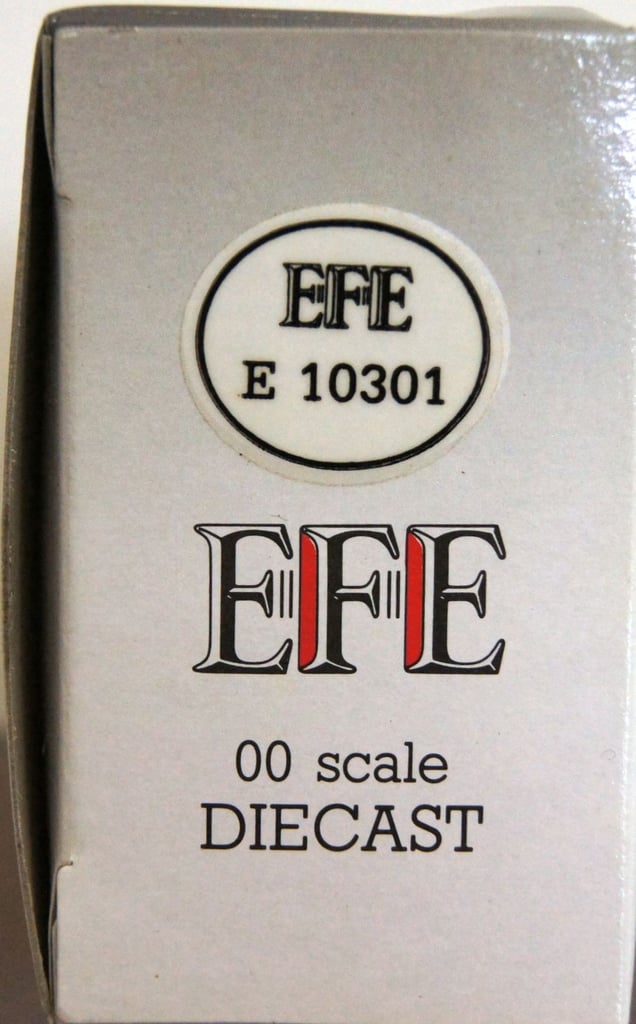 EFE
E 10301
EFE
00 scale
DIECAST